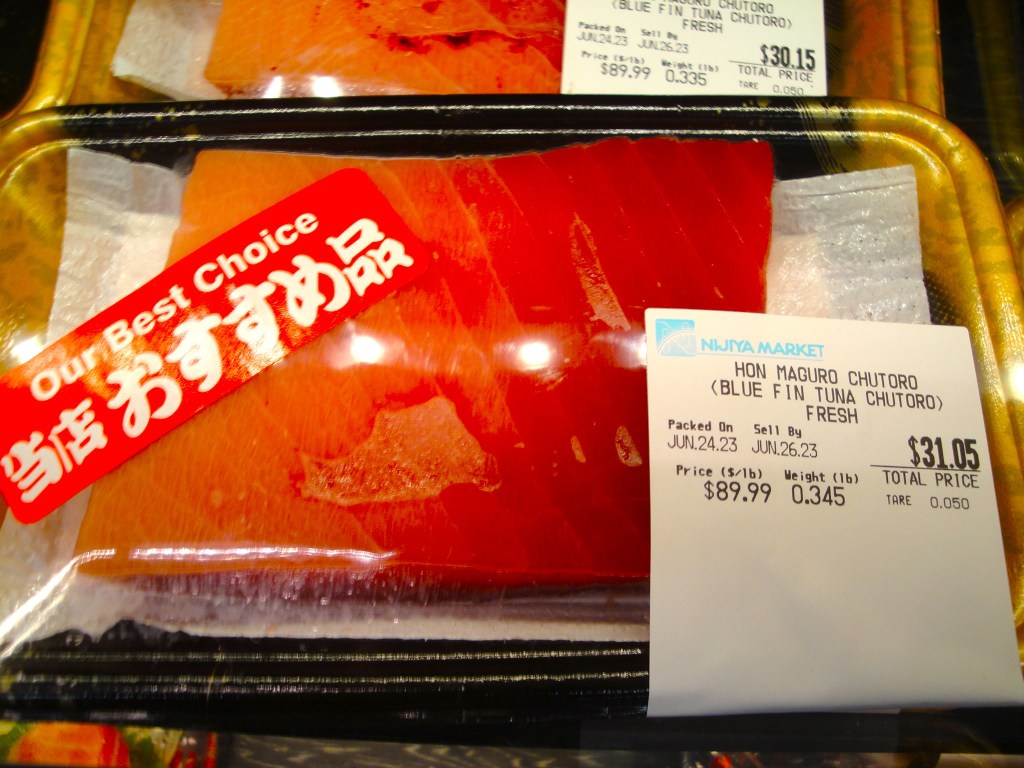 (BLUE FIN TUNA CHUTORO)
FRESH
Packed On Sell By
JUN.24.23 JUN.26.23
$30.15
Price ($/lb) Weight (lb) TOTAL PRICE
$89.99 0.335 TARE 0.050
Our Best Choice
当店おすすめ品
NIJIYA MARKET
HON MAGURO CHUTORO
(BLUE FIN TUNA CHUTORO)
FRESH
Packed On Sell By
JUN.24.23 JUN.26.23
$31.05
Price ($/lb) Weight (lb) TOTAL PRICE
$89.99 0.345 TARE 0.050